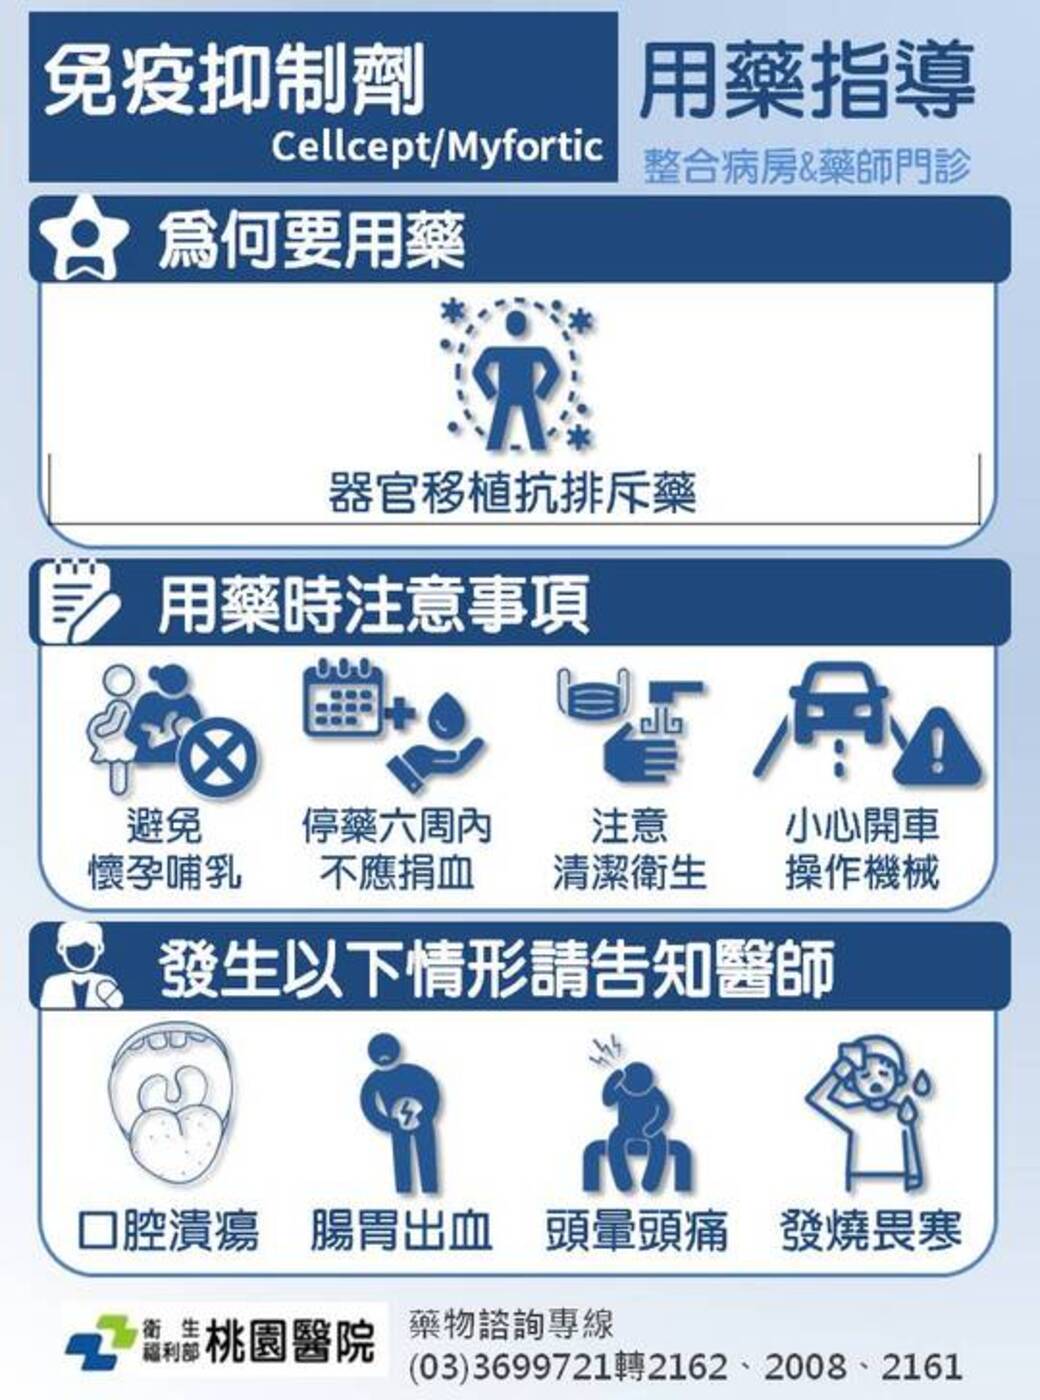 免疫抑制劑
Cellcept/Myfortic
用藥指導
整合病房&藥師門診
為何要用藥
器官移植抗排斥藥
用藥時注意事項
避免
懷孕哺乳
停藥六周內
不應捐血
注意
清潔衛生
小心開車
操作機械
發生以下情形請告知醫師
口腔潰瘍
腸胃出血
頭暈頭痛
發燒畏寒
衛生
福利部
桃園醫院
藥物諮詢專線
(03)3699721轉2162、2008、2161